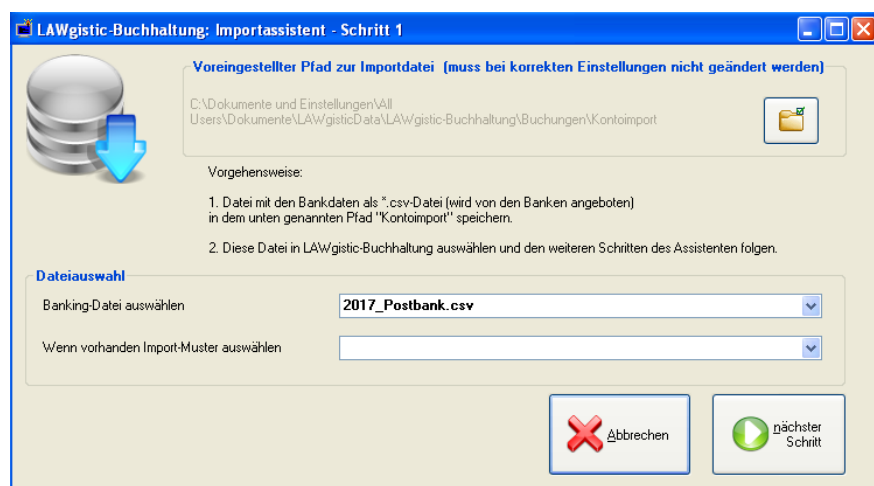 LAWgistic-Buchhaltung: Importassistent - Schritt 1
Voreingestellter Pfad zur Importdatei (muss bei korrekten Einstellungen nicht geändert werden)
C:\Dokumente und Einstellungen\All
Users\Dokumente\LAWgisticData\LAWgistic-Buchhaltung\Buchungen\Kontoimport
Vorgehensweise:
1. Datei mit den Bankdaten als *.csv-Datei (wird von den Banken angeboten)
in dem unten genannten Pfad "Kontoimport" speichern.
2. Diese Datei in LAWgistic-Buchhaltung auswählen und den weiteren Schritten des Assistenten folgen.
Dateiauswahl
Banking-Datei auswählen
2017_Postbank.csv
Wenn vorhanden Import-Muster auswählen
Abbrechen
nächster
Schritt